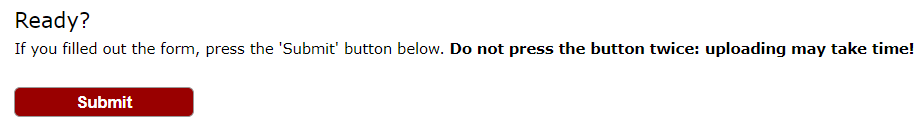 Ready?
If you filled out the form, press the 'Submit' button below. Do not press the button twice: uploading may take time!
Submit